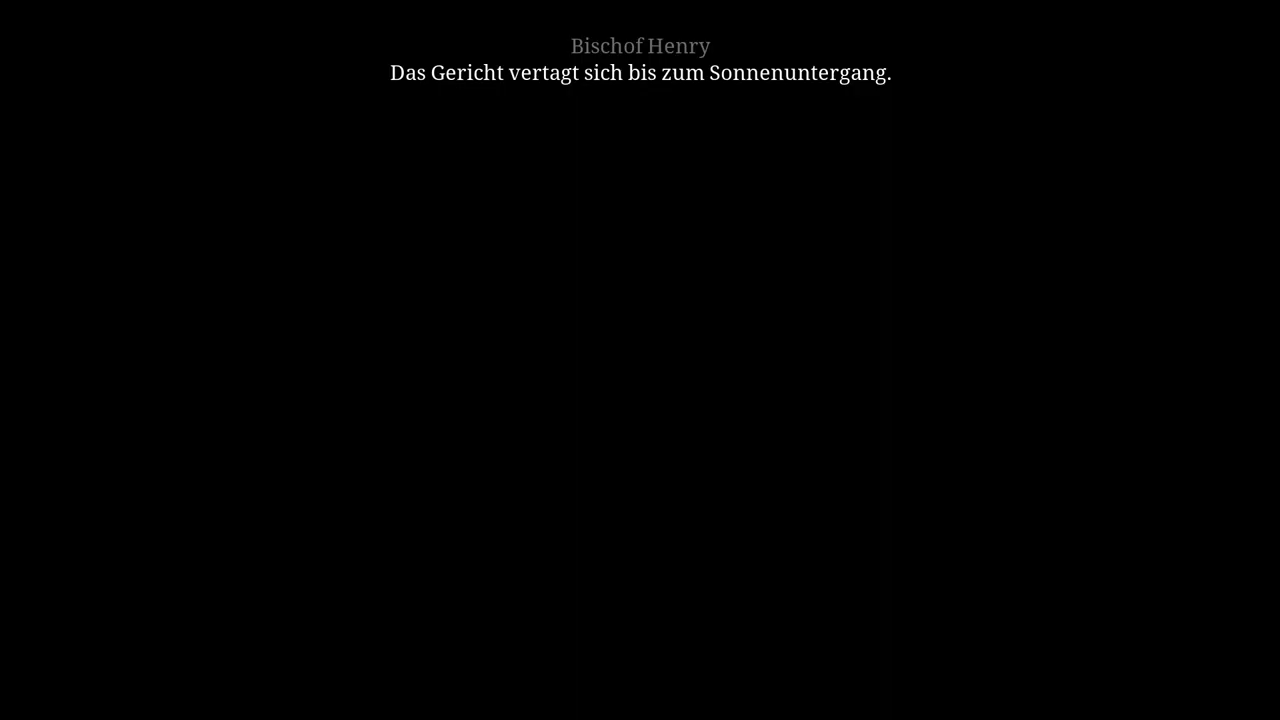 Bischof Henry
Das Gericht vertagt sich bis zum Sonnenuntergang.